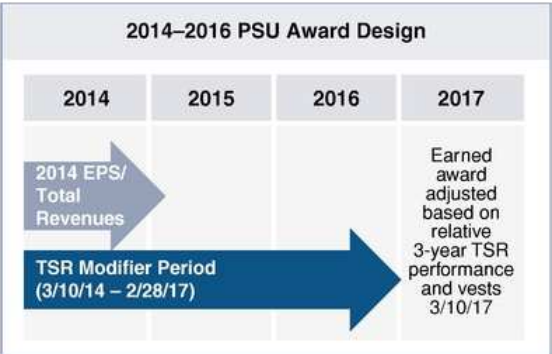 2014–2016 PSU Award Design
2014 2015 2016 2017
2014 EPS/
Total
Revenues
TSR Modifier Period
(3/10/14 – 2/28/17)
Earned
award
adjusted
based on
relative
3-year TSR
performance
and vests
3/10/17